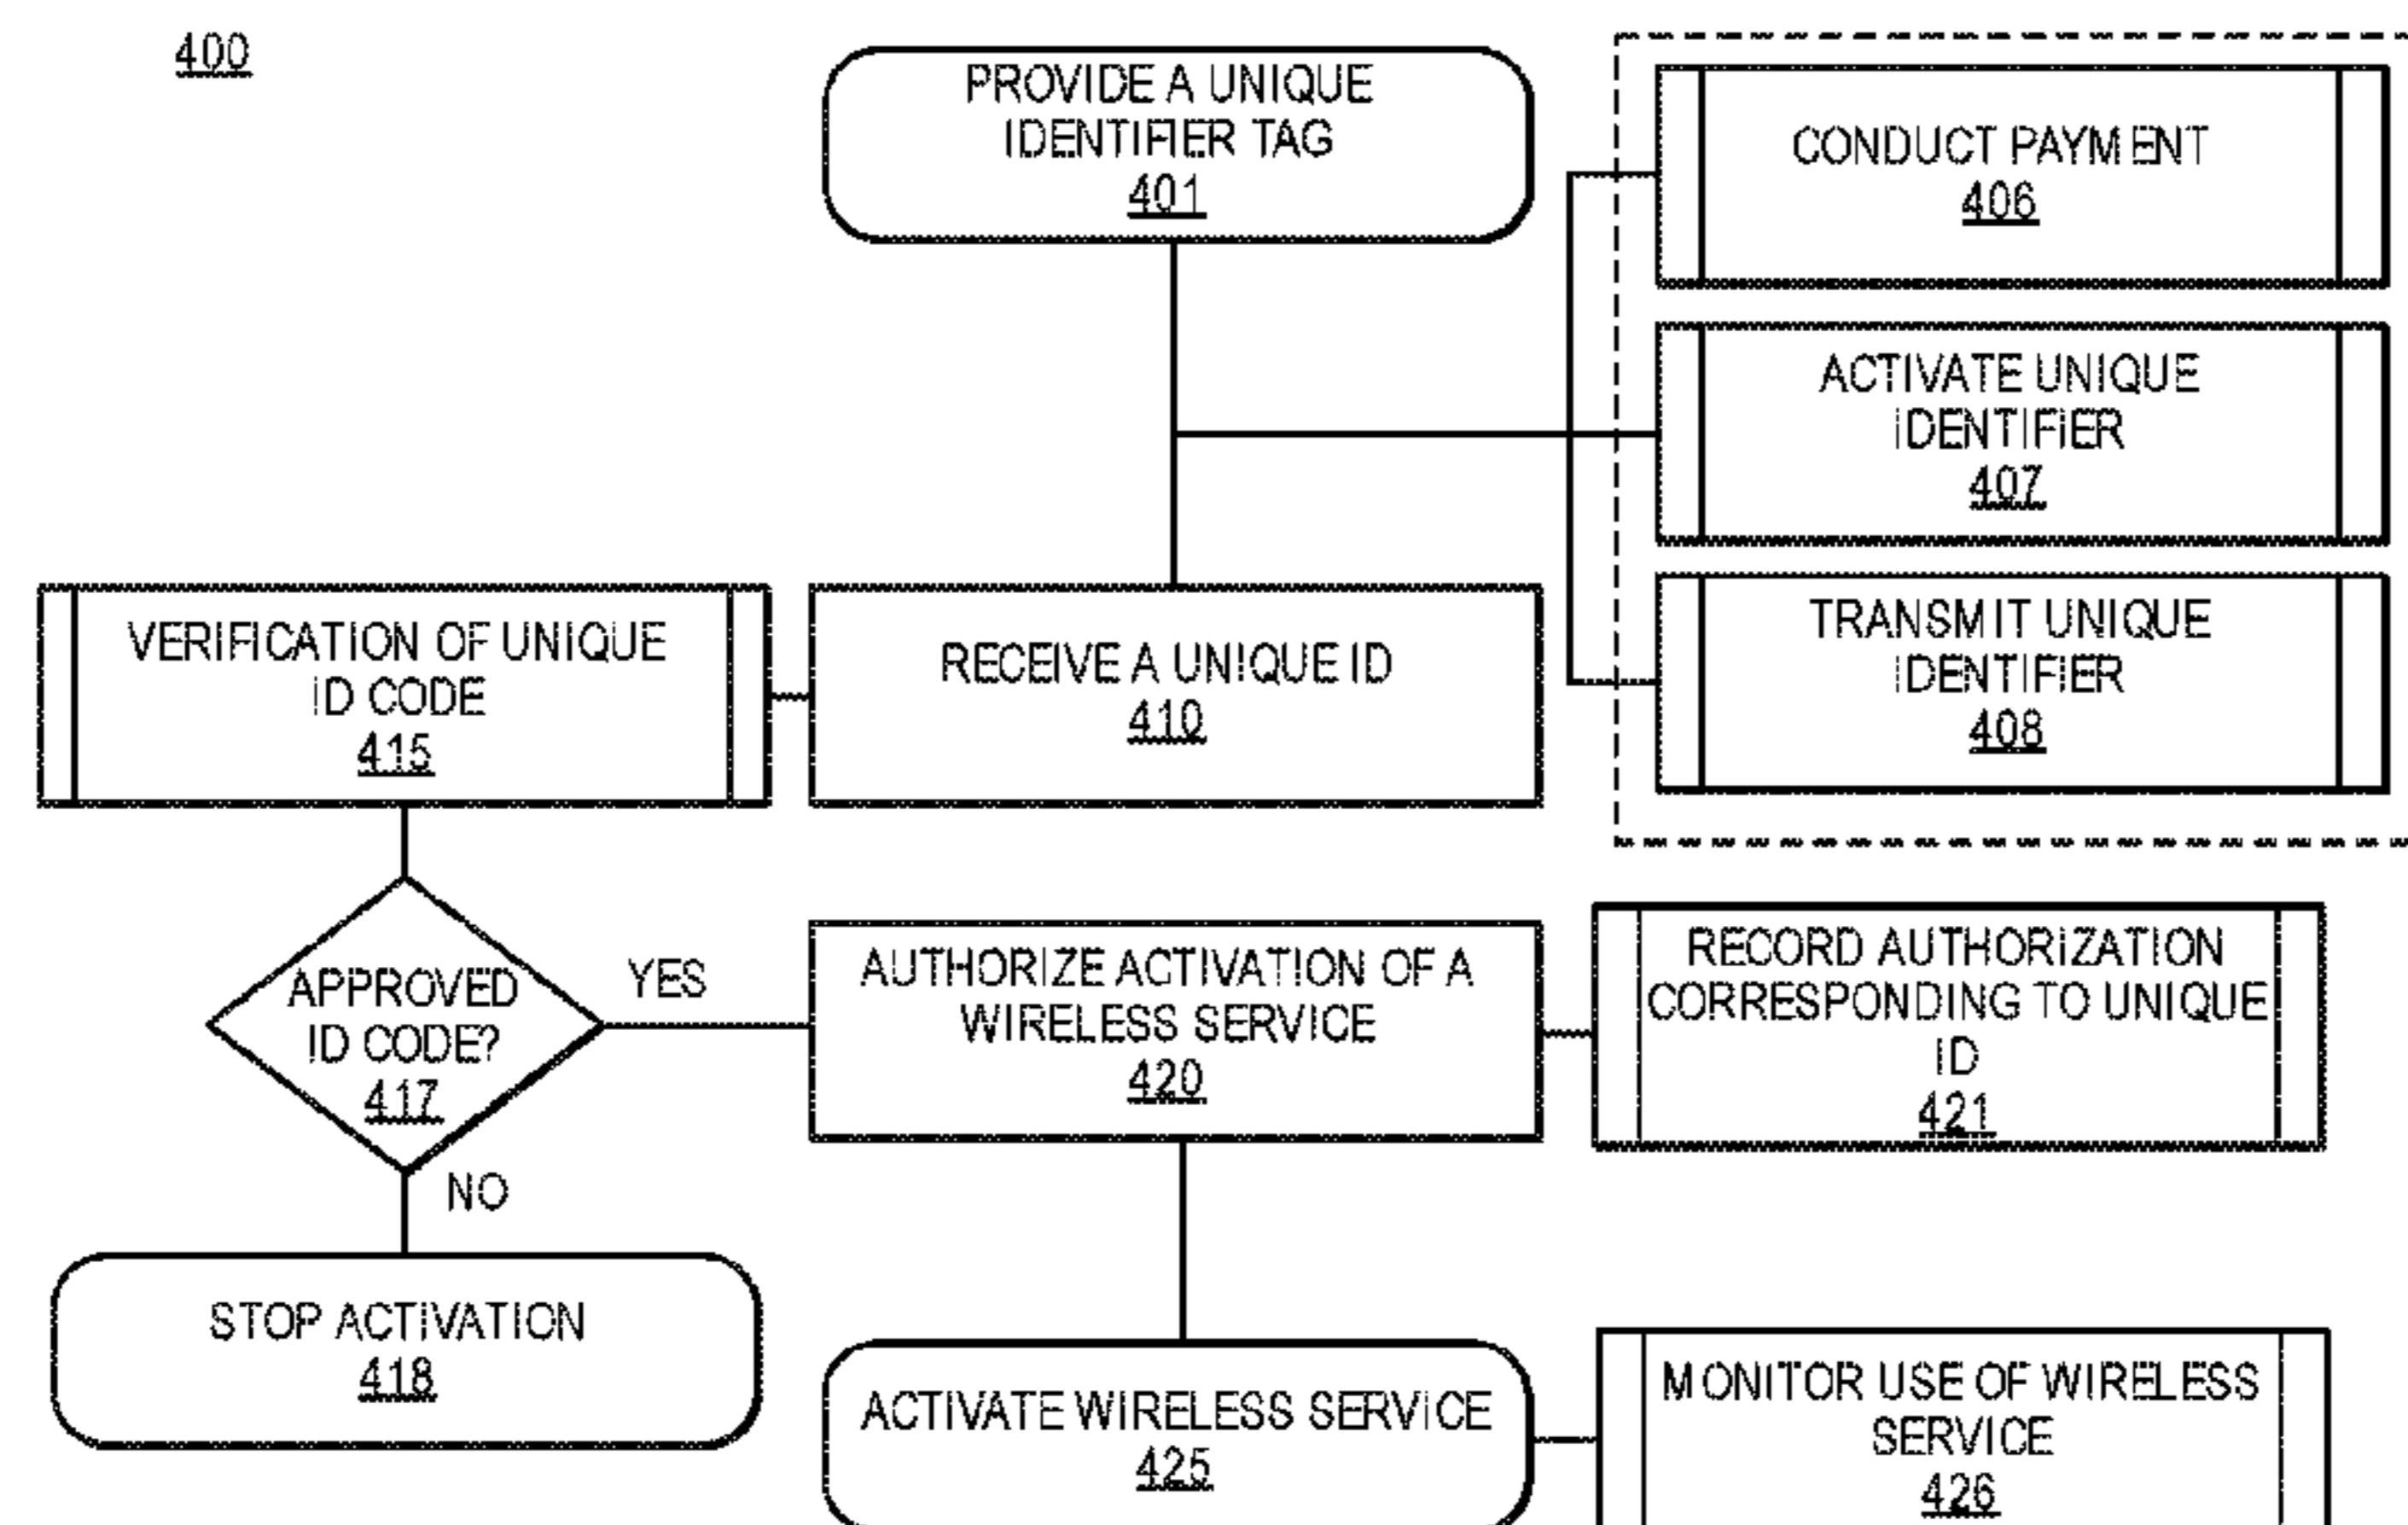 400
PROVIDE A UNIQUE
IDENTIFIER TAG
401
CONDUCT PAYMENT
406
ACTIVATE UNIQUE
IDENTIFIER
407
TRANSMIT UNIQUE
IDENTIFIER
408
VERIFICATION OF UNIQUE
ID CODE
415
RECEIVE A UNIQUE ID
410
APPROVED
ID CODE?
417
YES
NO
AUTHORIZE ACTIVATION OF A
WIRELESS SERVICE
420
RECORD AUTHORIZATION
CORRESPONDING TO UNIQUE
ID
421
STOP ACTIVATION
418
ACTIVATE WIRELESS SERVICE
425
MONITOR USE OF WIRELESS
SERVICE
426